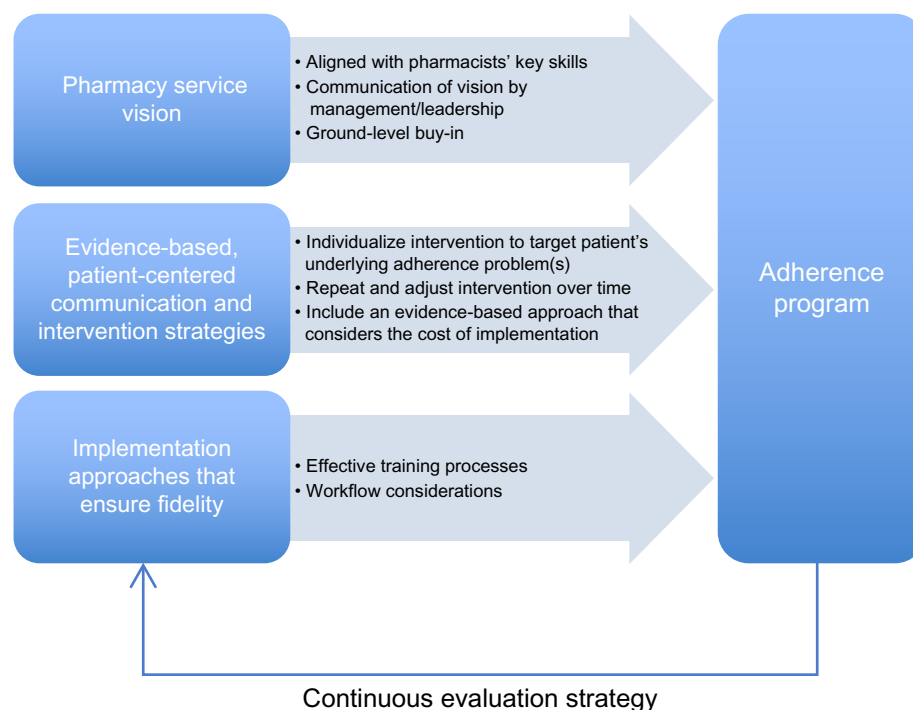 Pharmacy service
vision
• Aligned with pharmacists’ key skills
• Communication of vision by
management/leadership
• Ground-level buy-in
Evidence-based,
patient-centered
communication and
intervention strategies
• Individualize intervention to target patient’s
underlying adherence problem(s)
• Repeat and adjust intervention over time
• Include an evidence-based approach that
considers the cost of implementation
Implementation
approaches that
ensure fidelity
• Effective training processes
• Workflow considerations
Adherence
program
Continuous evaluation strategy